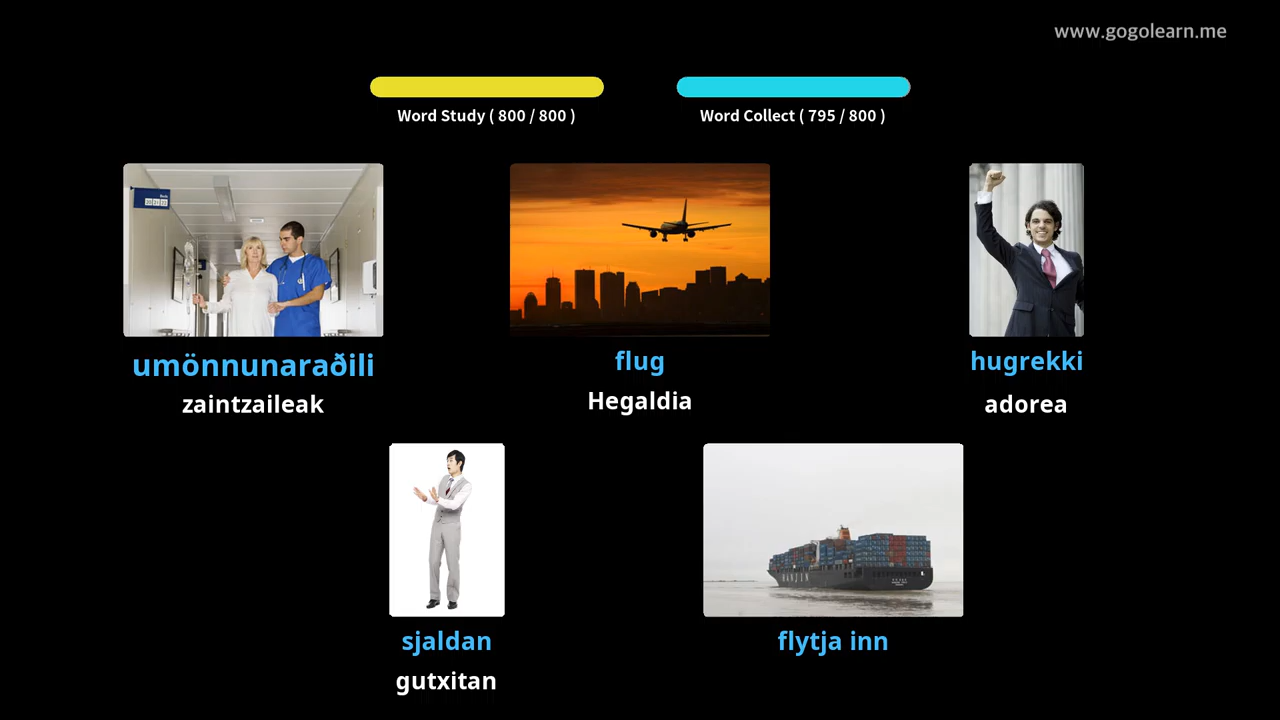 www.gogolearn.me
Word Study ( 800 / 800 )
Word Collect ( 795 / 800 )
umönnunaraðili
zaintzaileak
flug
Hegaldia
hugrekki
adorea
sjaldan
gutxitan
HANJIN
flytja inn